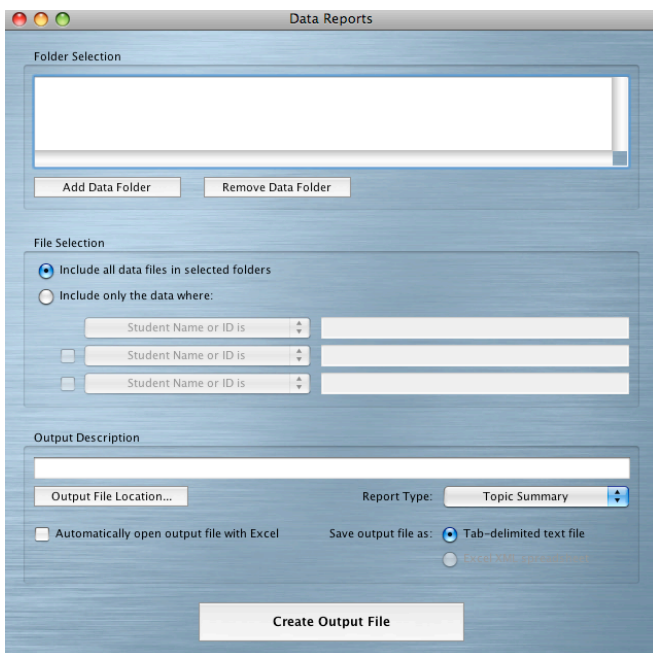 Data Reports
Folder Selection
Add Data Folder
Remove Data Folder
File Selection
Include all data files in selected folders
Include only the data where:
Student Name or ID is
Student Name or ID is
Student Name or ID is
Output Description
Output File Location...
Report Type:
Topic Summary
Automatically open output file with Excel
Save output file as:
Tab-delimited text file
Create Output File